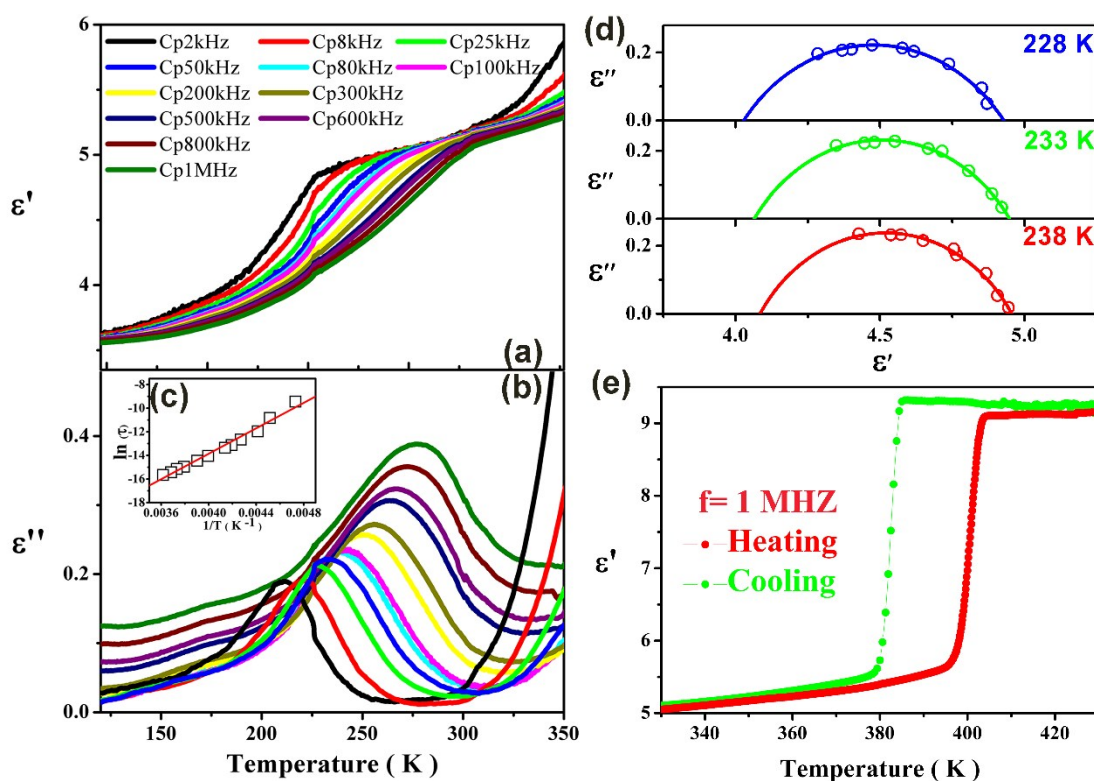 6
5
4
ε'
Cp2kHz Cp8kHz Cp25kHz
Cp50kHz Cp80kHz Cp100kHz
Cp200kHz Cp300kHz
Cp500kHz Cp600kHz
Cp800kHz
Cp1MHz
(a)
0.4
0.2
0.0
ε''
(b)
(c)
-8
-10
-12
-14
-16
-18
ln (τ)
0.0036 0.0040 0.0044 0.0048
1/T ( K⁻¹)
150 200 250 300 350
Temperature ( K )
(d)
0.2
0.0
ε''
228 K
0.2
0.0
ε''
233 K
0.2
0.0
ε''
238 K
4.0 4.5 5.0
ε'
(e)
9
8
7
6
5
ε'
f= 1 MHZ
Heating
Cooling
340 360 380 400 420
Temperature ( K )